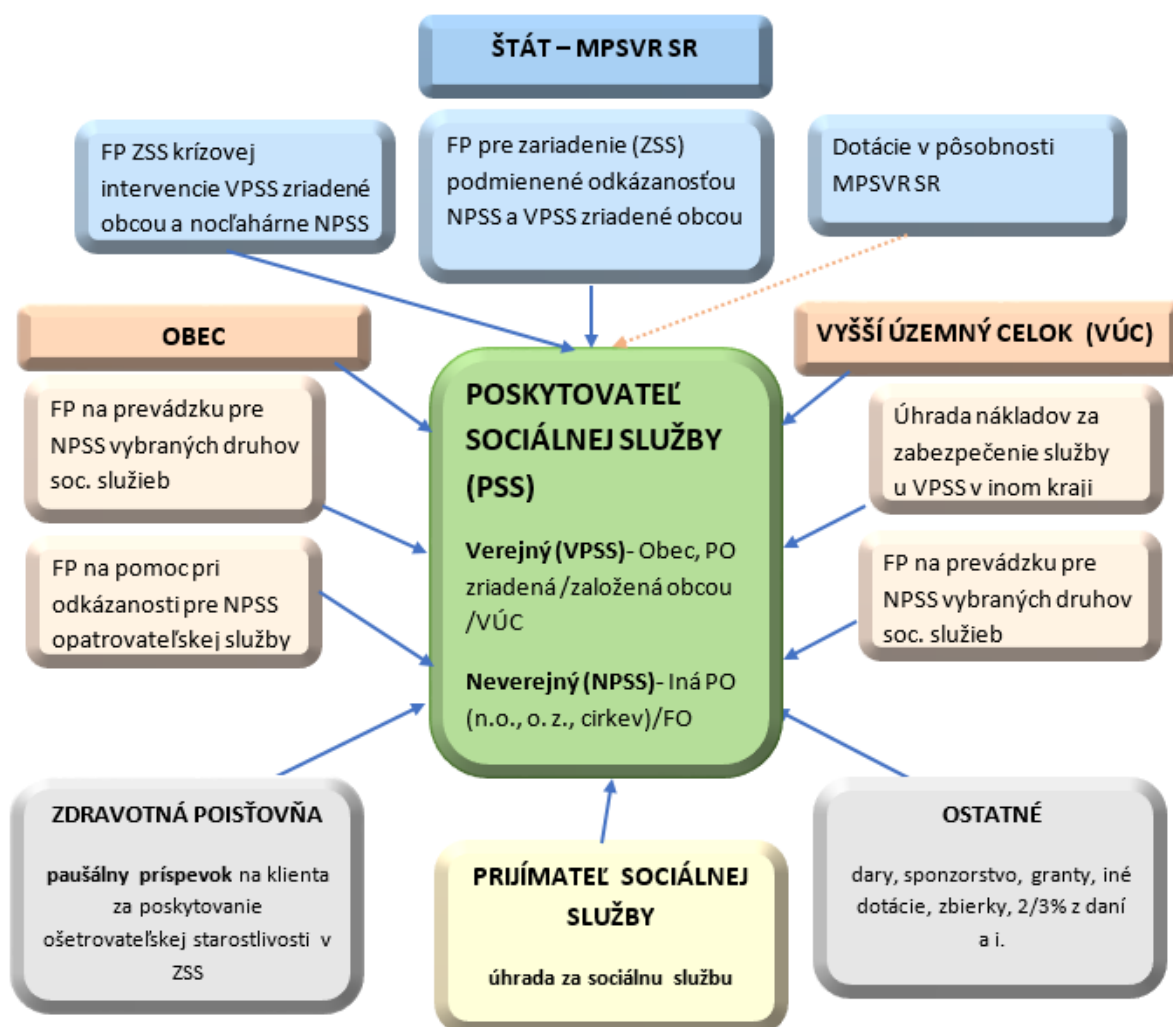 ŠTÁT – MPSVR SR
FP ZSS krízovej
intervencie VPSS zriadené
obcou a nocľahárne NPSS
FP pre zariadenie (ZSS)
podmienené odkázanosťou
NPSS a VPSS zriadené obcou
Dotácie v pôsobnosti
MPSVR SR
OBEC
VYŠŠÍ ÚZEMNÝ CELOK (VÚC)
FP na prevádzku pre
NPSS vybraných druhov
soc. služieb
FP na pomoc pri
odkázanosti pre NPSS
opatrovateľskej služby
POSKYTOVATEĽ
SOCIÁLNEJ SLUŽBY
(PSS)
Verejný (VPSS)- Obec, PO
zriadená /založená obcou
/VÚC
Neverejný (NPSS)- Iná PO
(n.o., o. z., cirkev)/FO
Úhrada nákladov za
zabezpečenie služby
u VPSS v inom kraji
FP na prevádzku pre
NPSS vybraných druhov
soc. služieb
ZDRAVOTNÁ POISŤOVŇA
paušálny príspevok na klienta
za poskytovanie
ošetrovateľskej starostlivosti v
ZSS
PRIJÍMATEĽ SOCIÁLNEJ
SLUŽBY
úhrada za sociálnu službu
OSTATNÉ
dary, sponzorstvo, granty, iné
dotácie, zbierky, 2/3% z daní
a i.